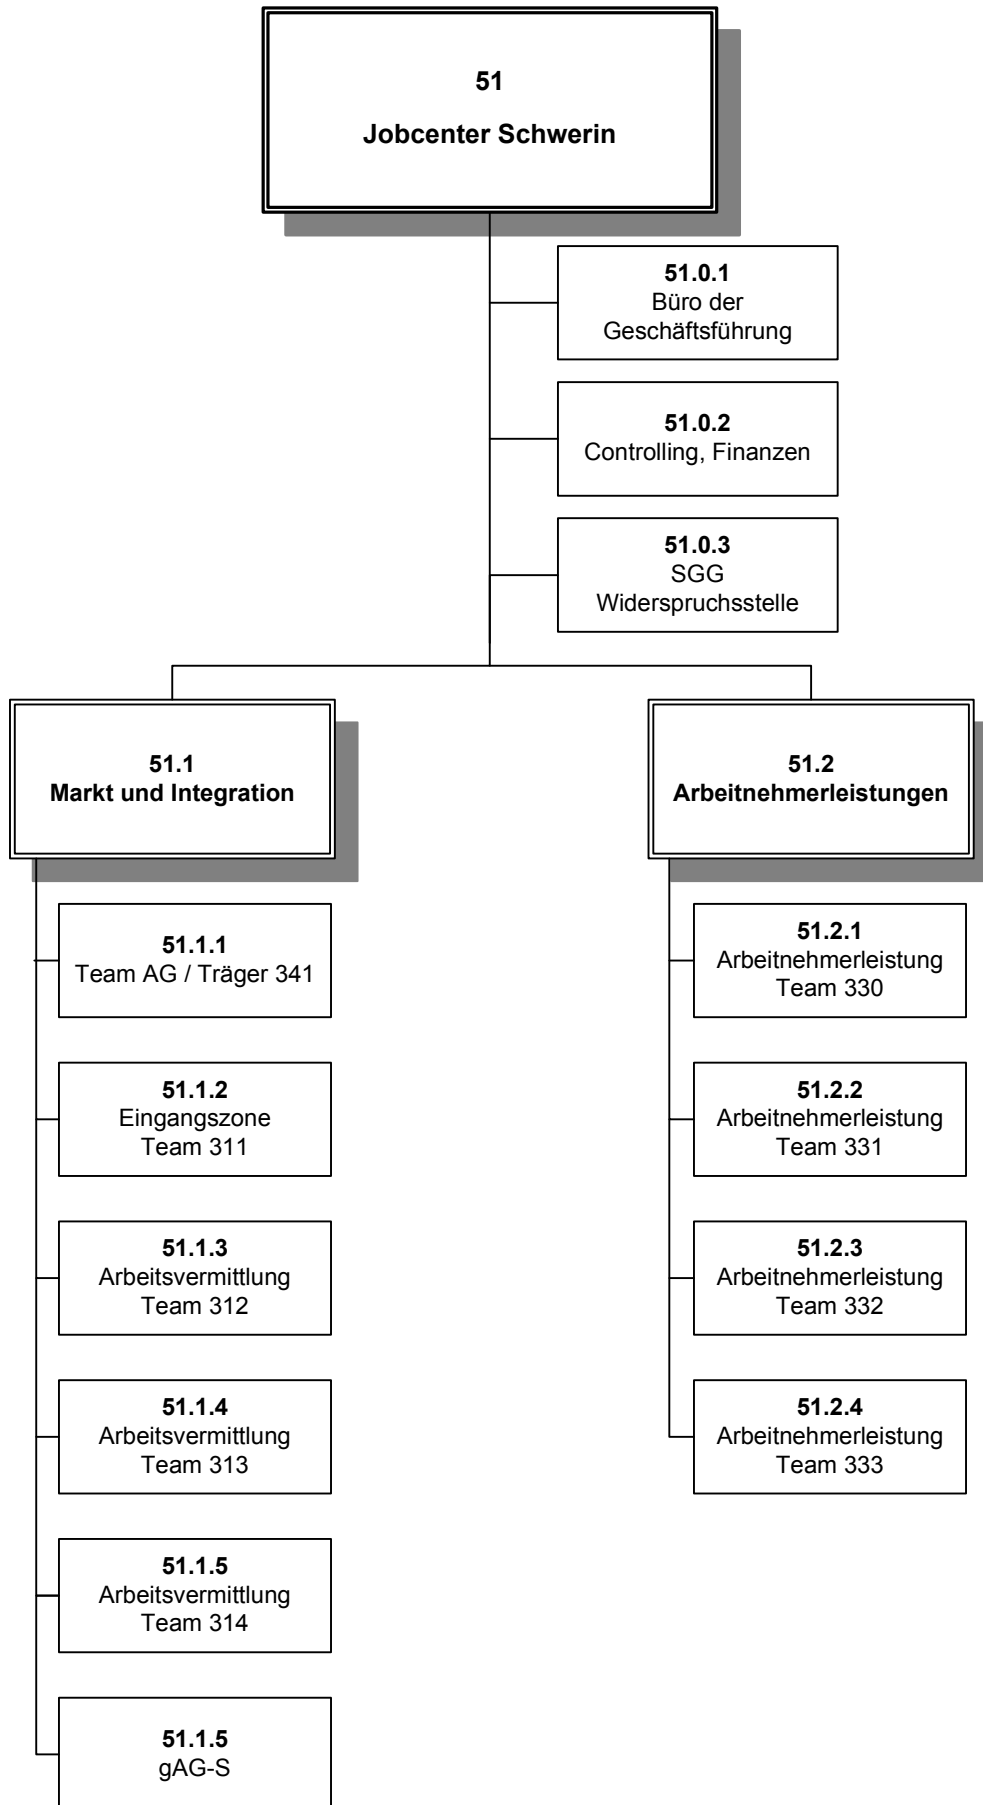 51
Jobcenter Schwerin
51.0.1
Büro der
Geschäftsführung
51.0.2
Controlling, Finanzen
51.0.3
SGG
Widerspruchsstelle
51.1
Markt und Integration
51.1.1
Team AG / Träger 341
51.1.2
Eingangszone
Team 311
51.1.3
Arbeitsvermittlung
Team 312
51.1.4
Arbeitsvermittlung
Team 313
51.1.5
Arbeitsvermittlung
Team 314
51.1.5
gAG-S
51.2
Arbeitnehmerleistungen
51.2.1
Arbeitnehmerleistung
Team 330
51.2.2
Arbeitnehmerleistung
Team 331
51.2.3
Arbeitnehmerleistung
Team 332
51.2.4
Arbeitnehmerleistung
Team 333